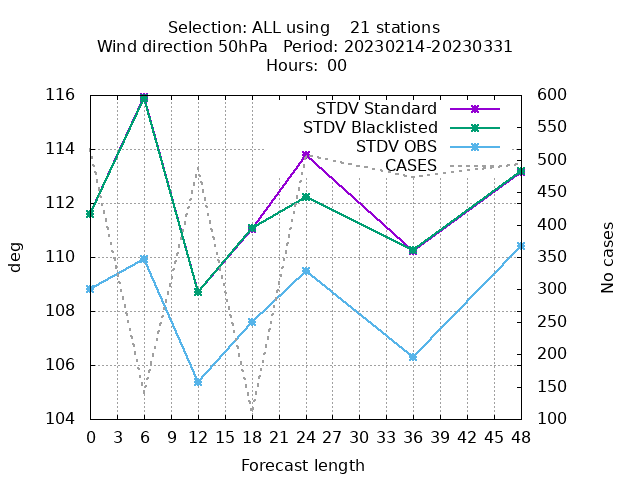 Selection: ALL using    21 stations
Wind direction 50hPa   Period: 20230214-20230331
Hours:  00
STDV Standard
STDV Blacklisted
STDV OBS
CASES
116
114
112
110
108
106
104
600
550
500
450
400
350
300
250
200
150
100
deg
No cases
0 3 6 9 12 15 18 21 24 27 30 33 36 39 42 45 48
Forecast length